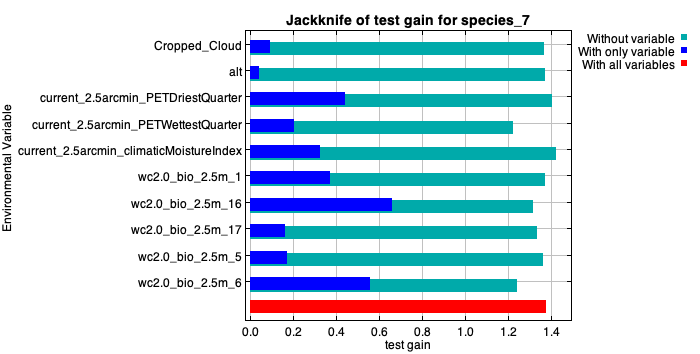 Jackknife of test gain for species_7
Without variable
With only variable
With all variables
Environmental Variable
Cropped_Cloud
alt
current_2.5arcmin_PETDriestQuarter
current_2.5arcmin_PETWettestQuarter
current_2.5arcmin_climaticMoistureIndex
wc2.0_bio_2.5m_1
wc2.0_bio_2.5m_16
wc2.0_bio_2.5m_17
wc2.0_bio_2.5m_5
wc2.0_bio_2.5m_6
0.0 0.2 0.4 0.6 0.8 1.0 1.2 1.4
test gain